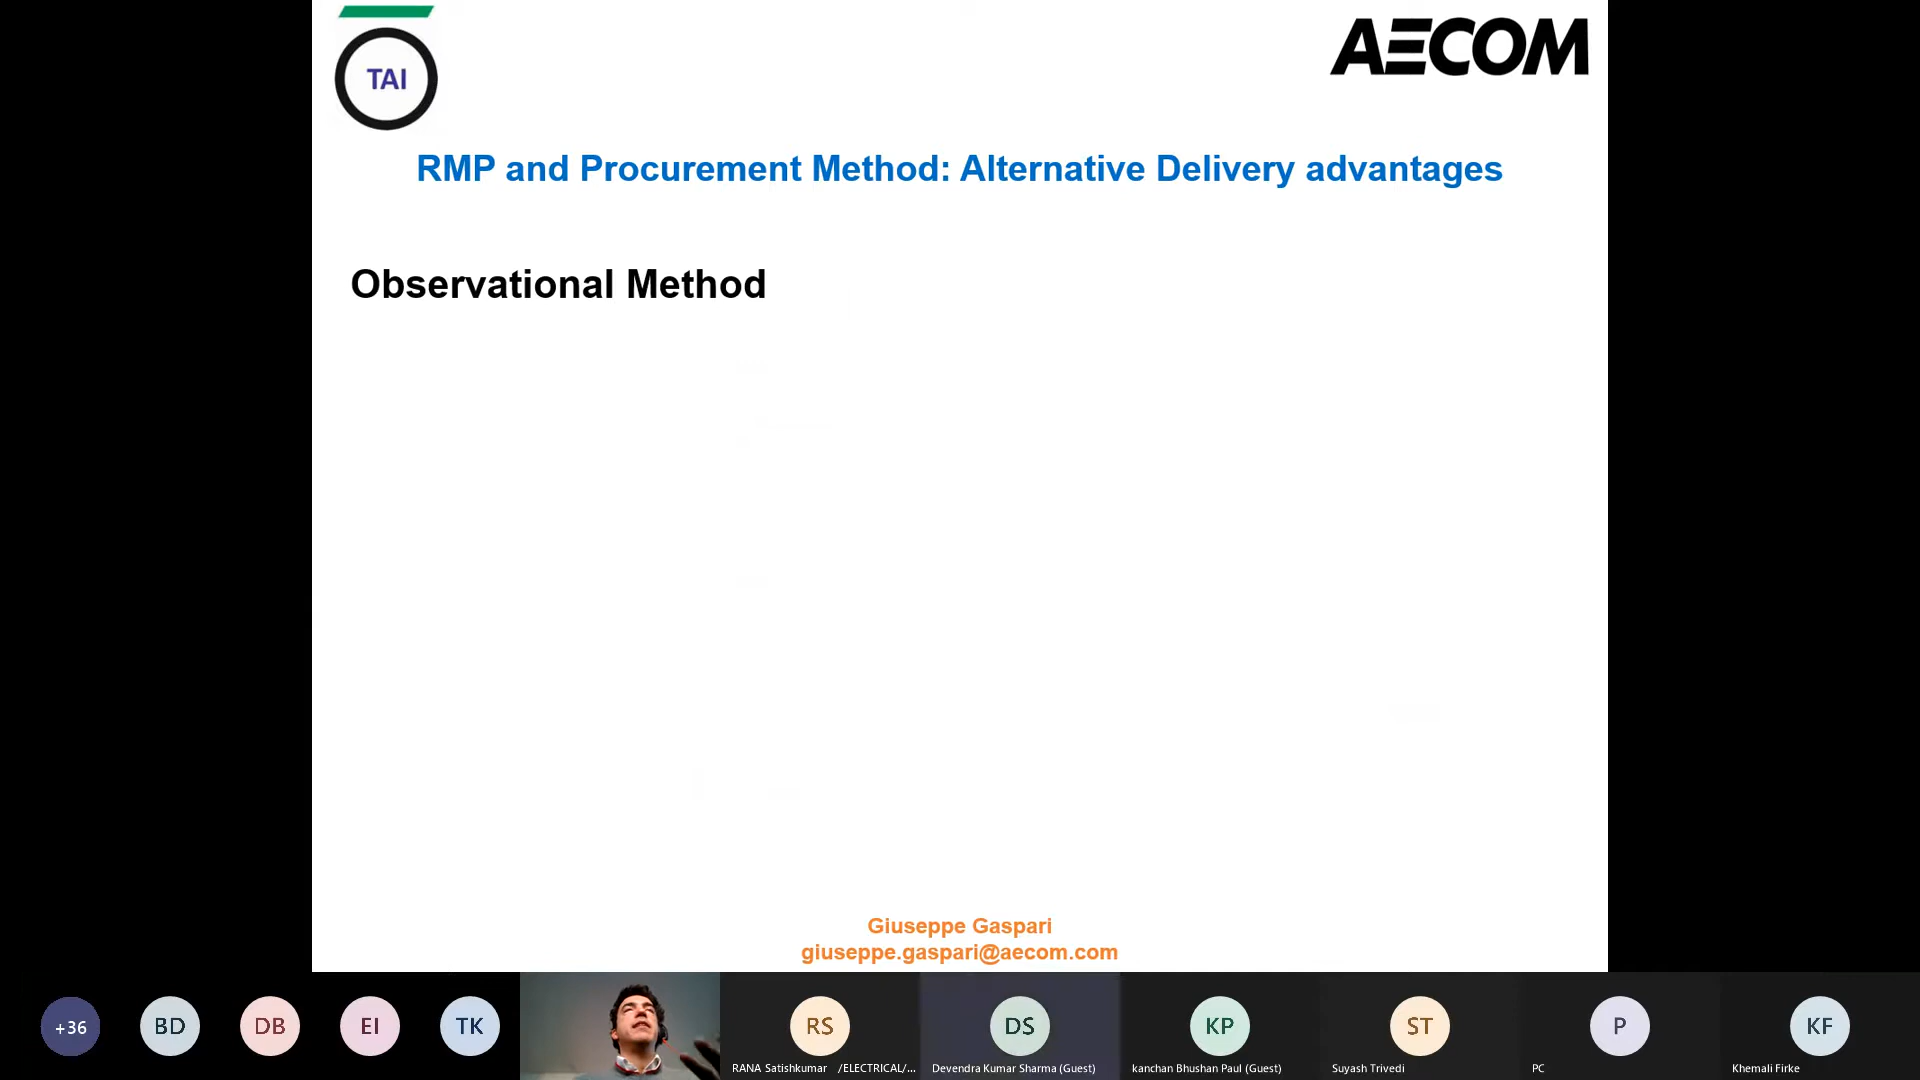 TAI
AECOM
RMP and Procurement Method: Alternative Delivery advantages
Observational Method
Giuseppe Gaspari
giuseppe.gaspari@aecom.com
+36
BD
DB
EI
TK
RS
DS
KP
ST
P
KF
RANA Satishkumar /ELECTRICAL/...
Devendra Kumar Sharma (Guest)
kanchan Bhushan Paul (Guest)
Suyash Trivedi
PC
Khemali Firke